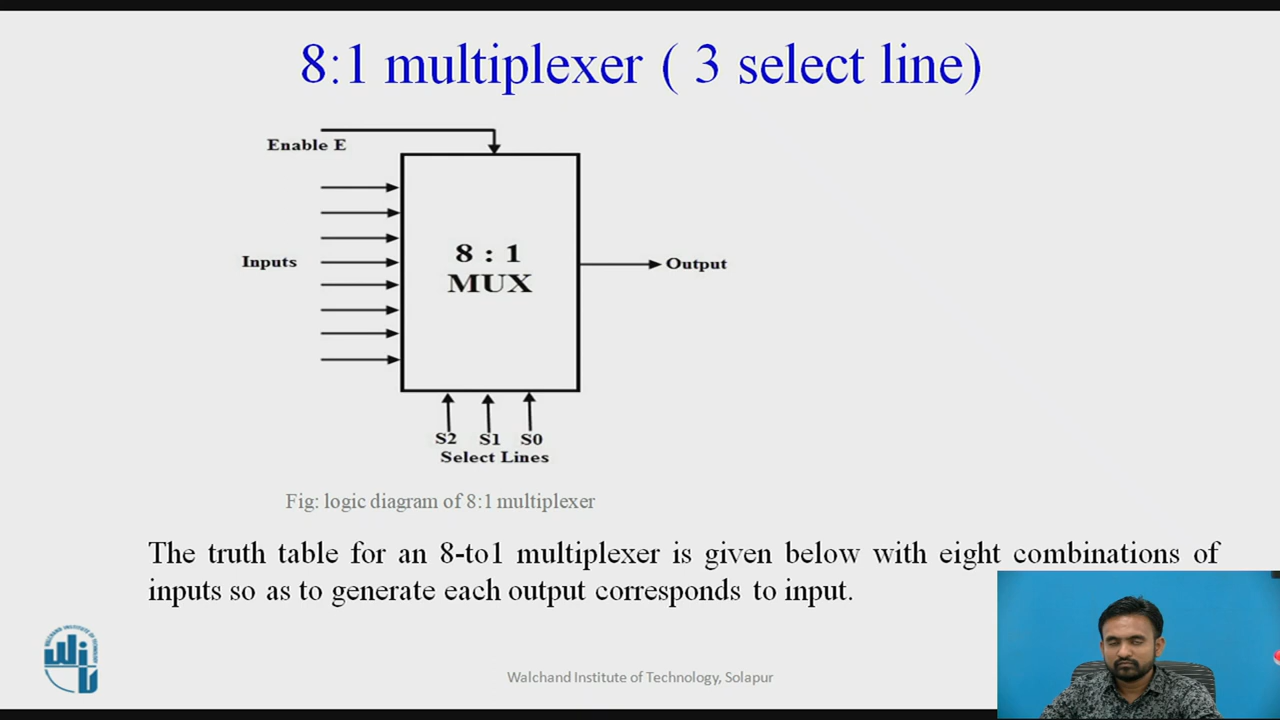 8:1 multiplexer ( 3 select line)
Enable E
Inputs
8 : 1
MUX
Output
S2 S1 S0
Select Lines
Fig: logic diagram of 8:1 multiplexer
The truth table for an 8-to1 multiplexer is given below with eight combinations of
inputs so as to generate each output corresponds to input.
Walchand Institute of Technology, Solapur